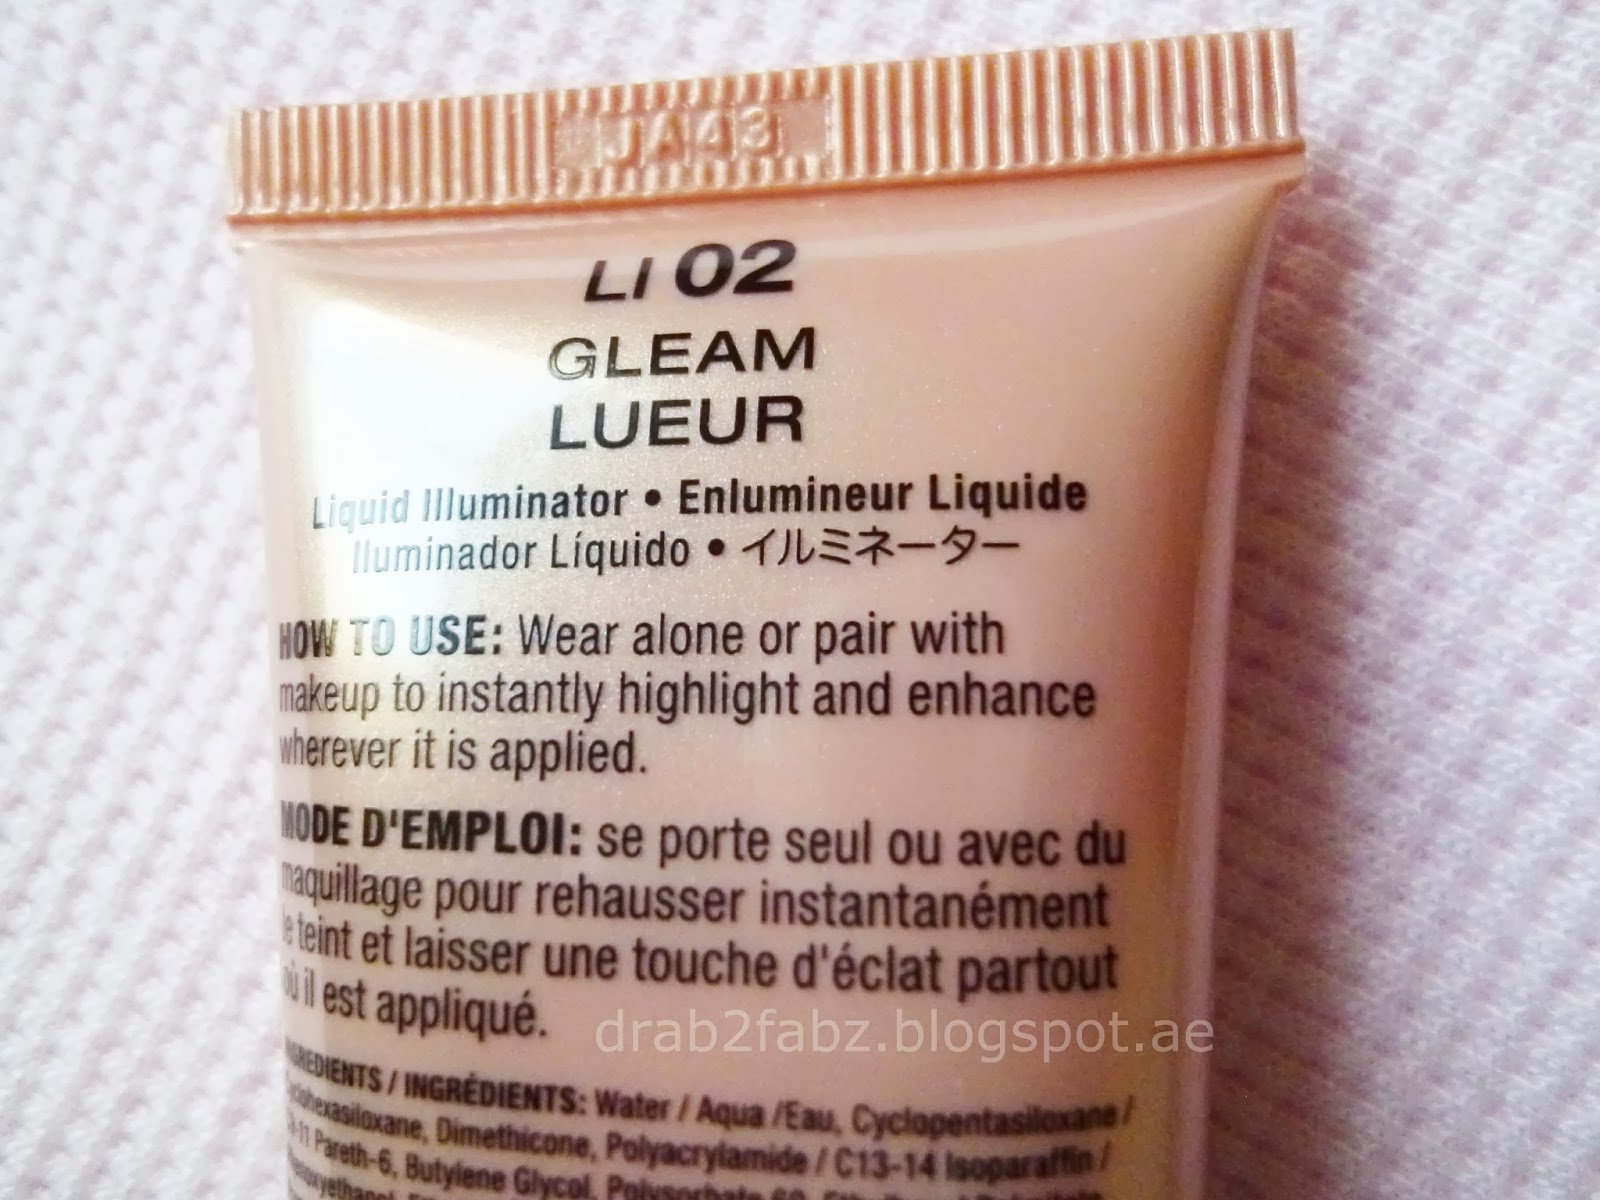 JA43
LI 02
GLEAM
LUEUR
Liquid Illuminator • Enlumineur Liquide
Iluminador Líquido • イルミネーター
HOW TO USE: Wear alone or pair with
makeup to instantly highlight and enhance
wherever it is applied.
MODE D'EMPLOI: se porte seul ou avec du
maquillage pour rehausser instantanément
le teint et laisser une touche d'éclat partout
où il est appliqué.
drab2fabz.blogspot.ae
INGREDIENTS / INGRÉDIENTS: Water / Aqua /Eau, Cyclopentasiloxane /
Cyclohexasiloxane, Dimethicone, Polyacrylamide / C13-14 Isoparaffin /
Pareth-6, Butylene Glycol, Polysorbate